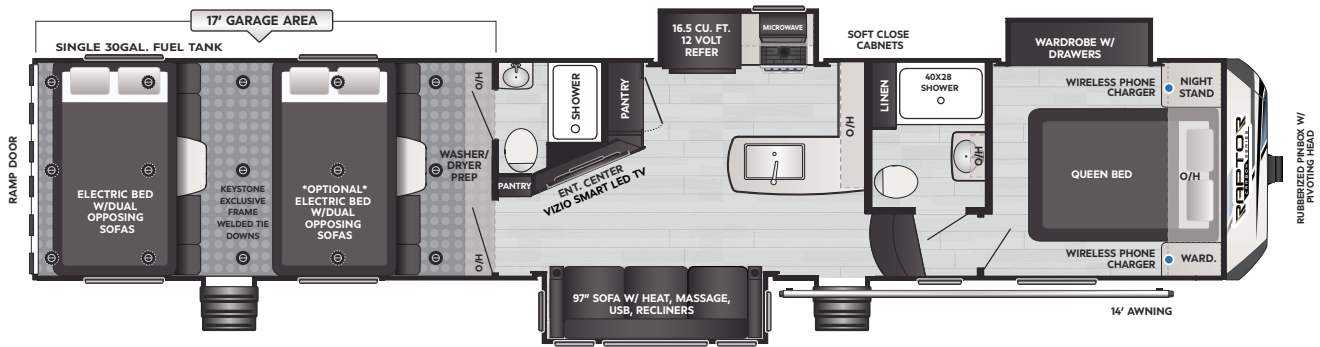 17' GARAGE AREA
SINGLE 30GAL. FUEL TANK
RAMP DOOR
ELECTRIC BED
W/DUAL
OPPOSING
SOFAS
KEYSTONE
EXCLUSIVE
FRAME
WELDED TIE
DOWNS
*OPTIONAL*
ELECTRIC BED
W/DUAL
OPPOSING
SOFAS
O/H
WASHER/
DRYER
PREP
O/H
SHOWER
PANTRY
PANTRY
ENT. CENTER
VIZIO SMART LED TV
16.5 CU. FT.
12 VOLT
REFER
MICROWAVE
SOFT CLOSE
CABNETS
O/H
97" SOFA W/ HEAT, MASSAGE,
USB, RECLINERS
LINEN
40X28
SHOWER
O/H
WARDROBE W/
DRAWERS
WIRELESS PHONE
CHARGER
NIGHT
STAND
QUEEN BED
O/H
WIRELESS PHONE
CHARGER
WARD.
14' AWNING
RAPTOR
RUBBERIZED PINBOX W/
PIVOTING HEAD